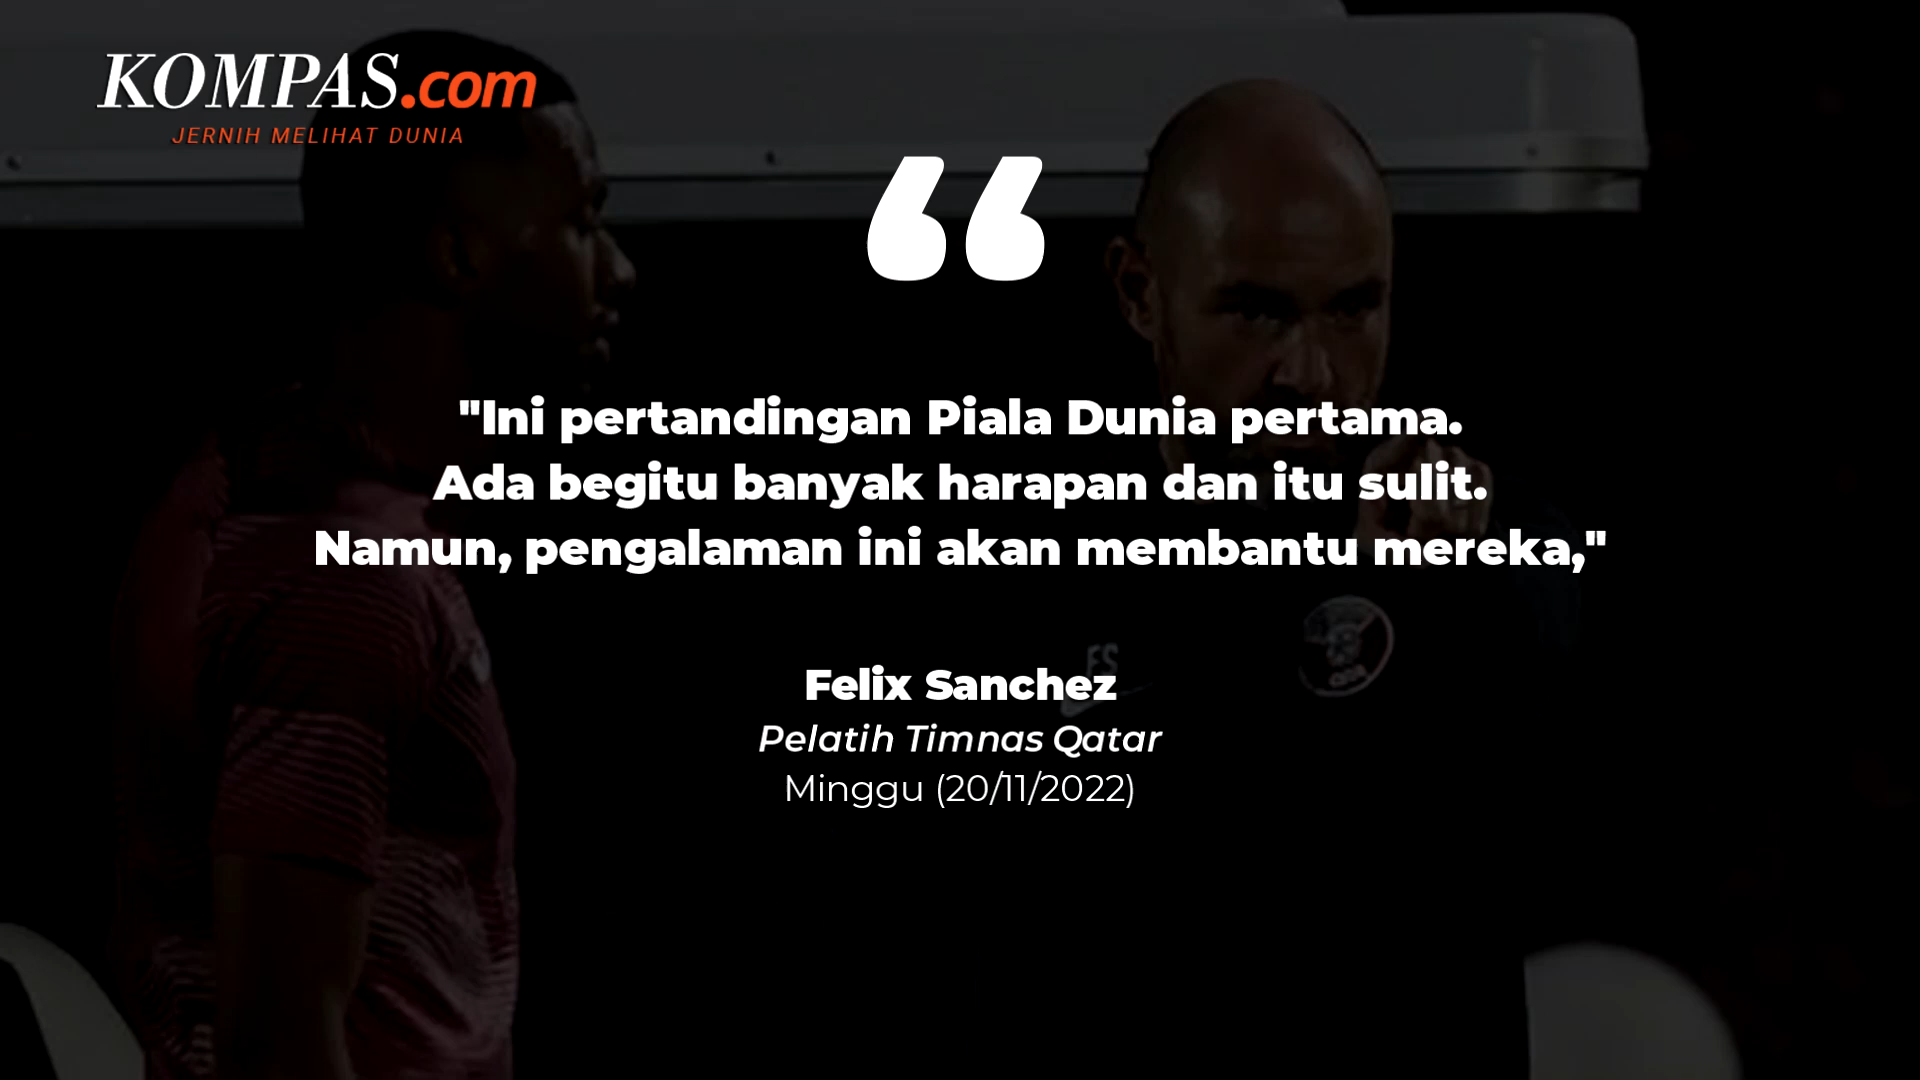 KOMPAS.com
JERNIH MELIHAT DUNIA
"Ini pertandingan Piala Dunia pertama.
Ada begitu banyak harapan dan itu sulit.
Namun, pengalaman ini akan membantu mereka,"
FS
Felix Sanchez
Pelatih Timnas Qatar
Minggu (20/11/2022)